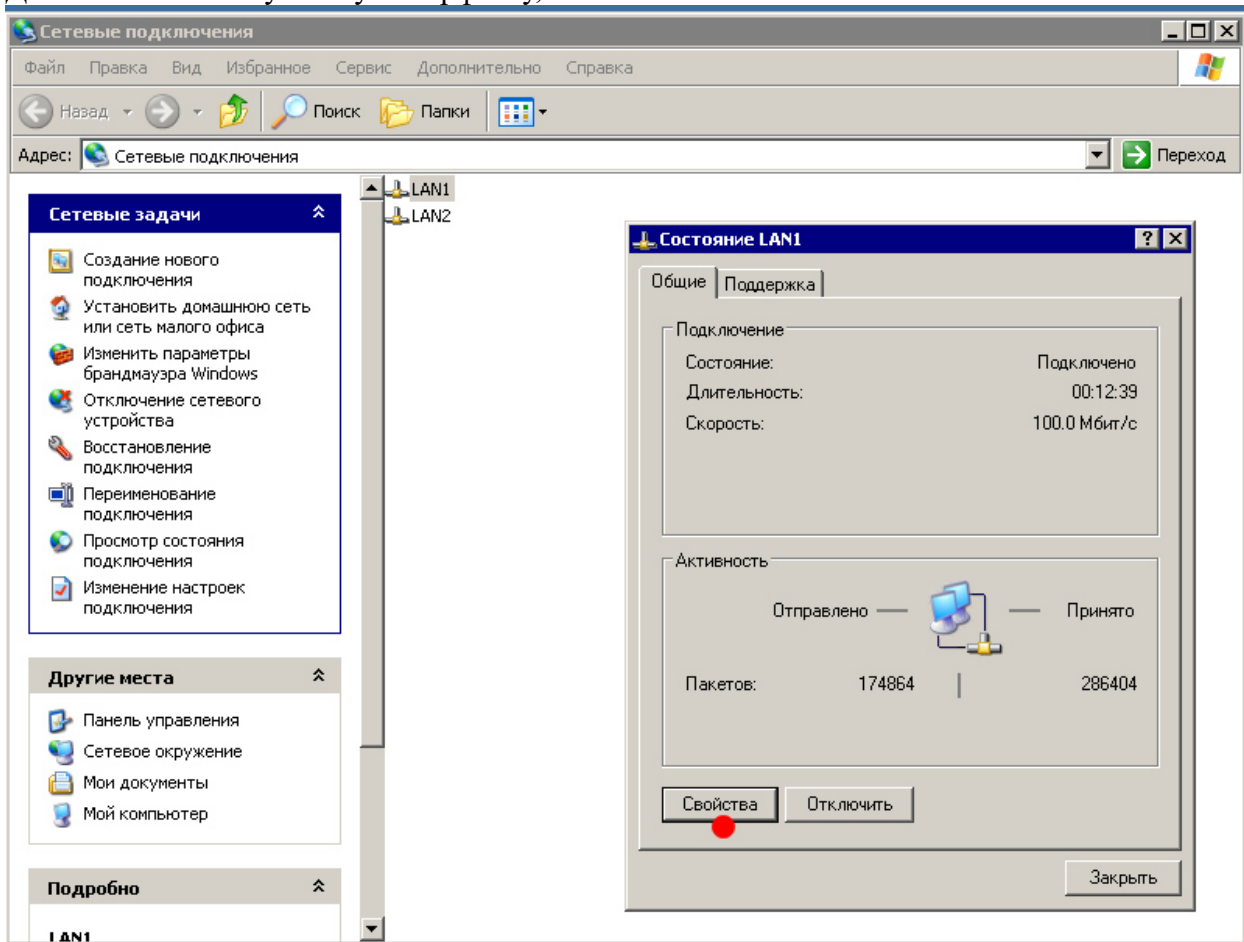 Сетевые подключения
Файл Правка Вид Избранное Сервис Дополнительно Справка
Назад Поиск Папки
Адрес: Сетевые подключения Переход
LAN1
LAN2
Сетевые задачи
Создание нового
подключения
Установить домашнюю сеть
или сеть малого офиса
Изменить параметры
брандмауэра Windows
Отключение сетевого
устройства
Восстановление
подключения
Переименование
подключения
Просмотр состояния
подключения
Изменение настроек
подключения
Другие места
Панель управления
Сетевое окружение
Мои документы
Мой компьютер
Подробно
LAN1
Состояние LAN1
Общие Поддержка
Подключение
Состояние: Подключено
Длительность: 00:12:39
Скорость: 100.0 Мбит/с
Активность
Отправлено — — Принято
Пакетов: 174864 | 286404
Свойства Отключить
Закрыть